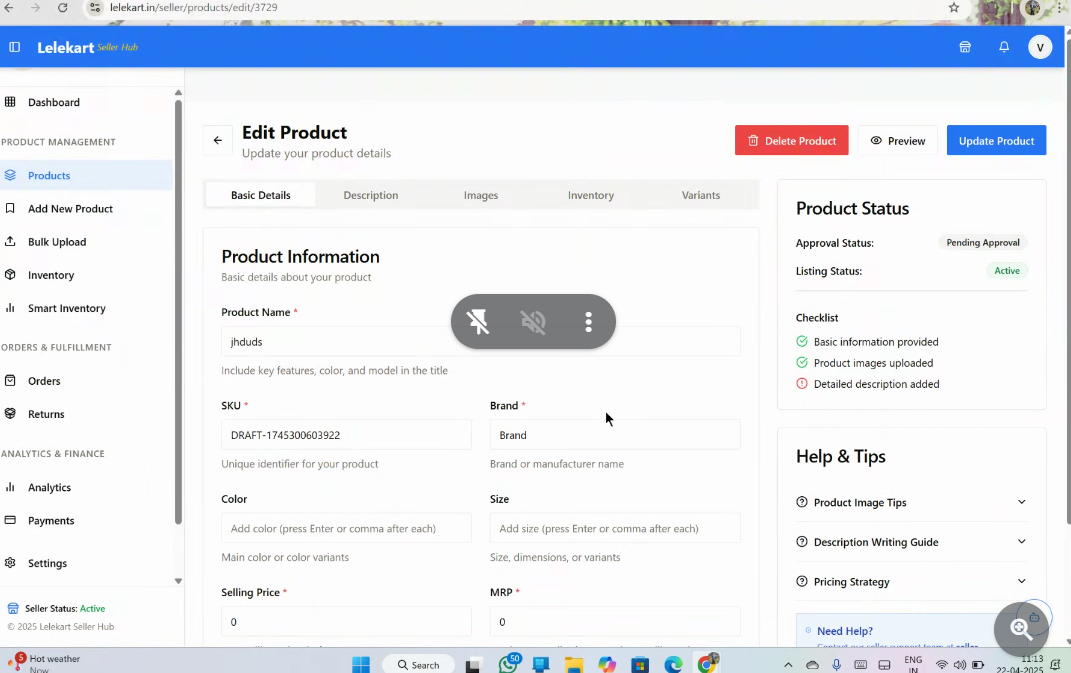 lelekart.in/seller/products/edit/3729
Lelekart Seller Hub
V
Dashboard
PRODUCT MANAGEMENT
Products
Add New Product
Bulk Upload
Inventory
Smart Inventory
ORDERS & FULFILLMENT
Orders
Returns
ANALYTICS & FINANCE
Analytics
Payments
Settings
Seller Status: Active
© 2025 Lelekart Seller Hub
Edit Product
Update your product details
Delete Product
Preview
Update Product
Basic Details
Description
Images
Inventory
Variants
Product Information
Basic details about your product
Product Name *
jhduds
Include key features, color, and model in the title
SKU *
DRAFT-1745300603922
Unique identifier for your product
Brand *
Brand
Brand or manufacturer name
Color
Add color (press Enter or comma after each)
Main color or color variants
Size
Add size (press Enter or comma after each)
Size, dimensions, or variants
Selling Price *
0
MRP *
0
Product Status
Approval Status: Pending Approval
Listing Status: Active
Checklist
Basic information provided
Product images uploaded
Detailed description added
Help & Tips
Product Image Tips
Description Writing Guide
Pricing Strategy
Need Help?
5
Hot weather
Now
Search
50
ENG
IN
11:13
22-04-2025